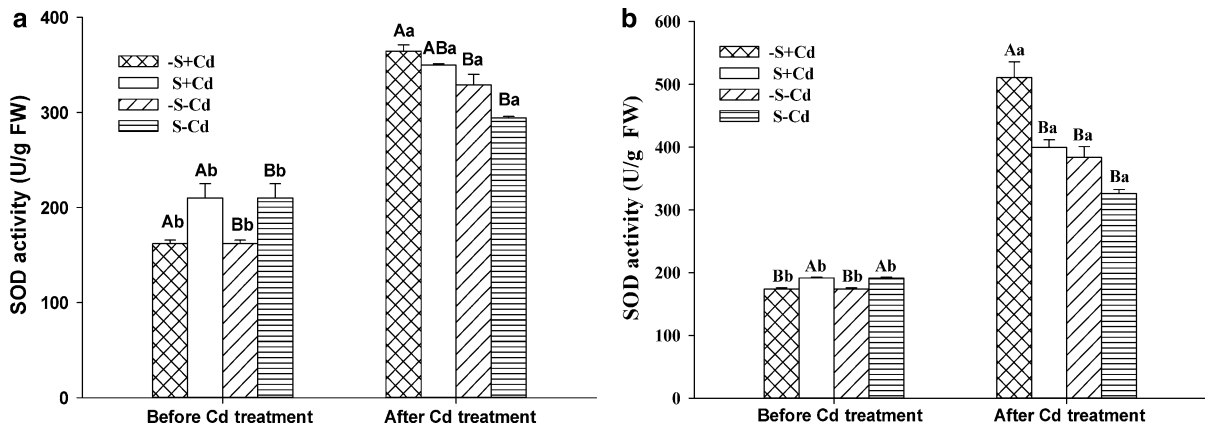 a
SOD activity (U/g FW)
400
300
200
100
0
-S+Cd
S+Cd
-S-Cd
S-Cd
Ab
Ab
Bb
Bb
Aa
ABa
Ba
Ba
Before Cd treatment
After Cd treatment
b
SOD activity (U/g FW)
600
500
400
300
200
100
0
-S+Cd
S+Cd
-S-Cd
S-Cd
Bb
Ab
Bb
Ab
Aa
Ba
Ba
Ba
Before Cd treatment
After Cd treatment